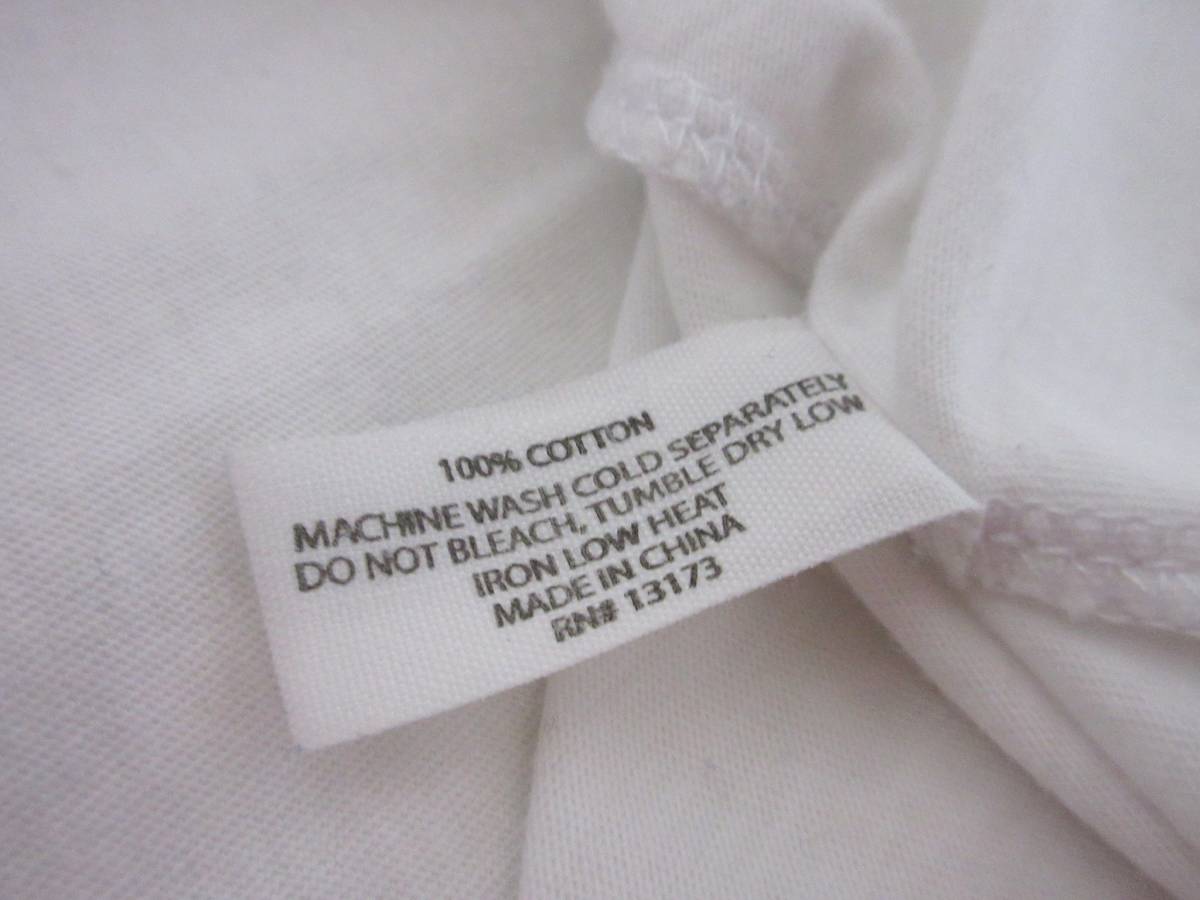 100% COTTON
MACHINE WASH COLD SEPARATELY
DO NOT BLEACH, TUMBLE DRY LOW
IRON LOW HEAT
MADE IN CHINA
RN# 13173